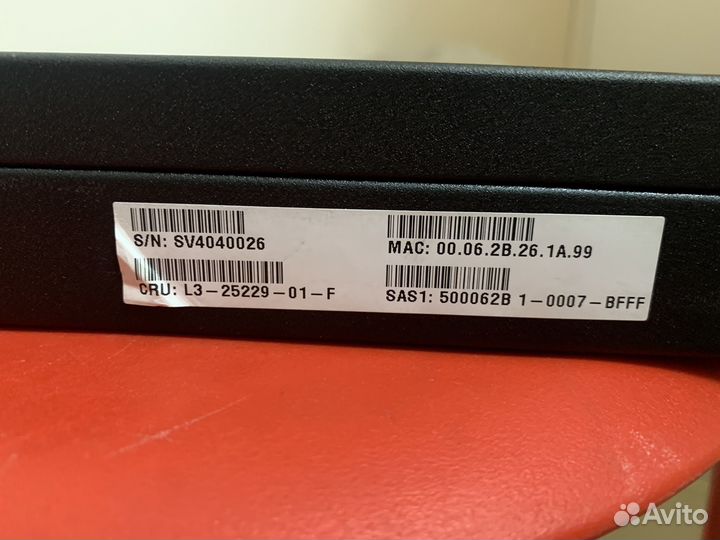 S/N: SV4040026
MAC: 00.06.2B.26.1A.99
CRU: L3-25229-01-F
SAS1: 500062B 1-0007-BFFF
Avito